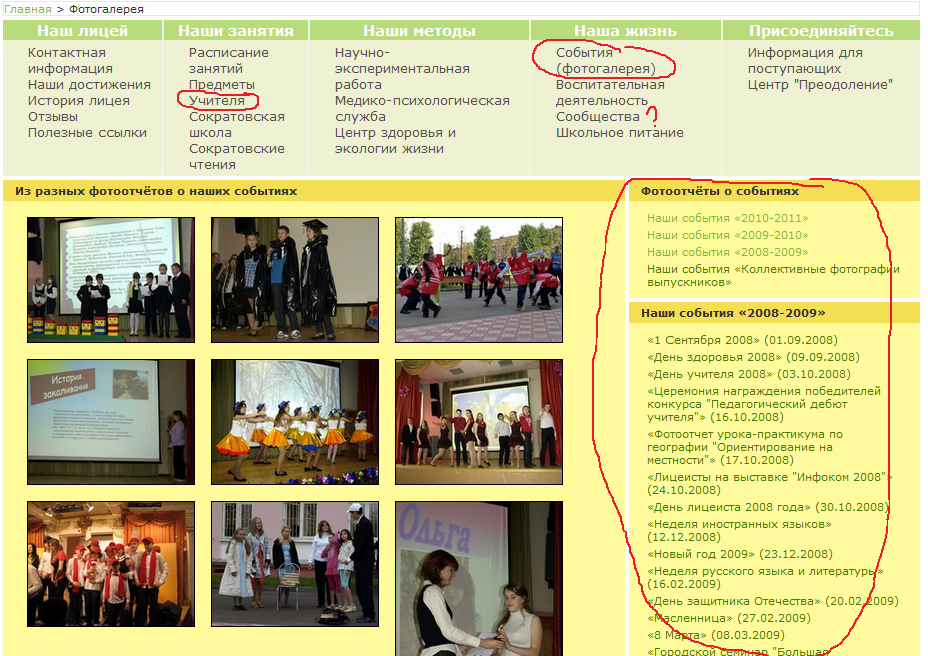 Главная > Фотогалерея
Наш лицей
Контактная
информация
Наши достижения
История лицея
Отзывы
Полезные ссылки
Наши занятия
Расписание
занятий
Предметы
Учителя
Сократовская
школа
Сократовские
чтения
Наши методы
Научно-
экспериментальная
работа
Медико-психологическая
служба
Центр здоровья и
экологии жизни
Наша жизнь
События
(фотогалерея)
Воспитательная
деятельность
Сообщества ?
Школьное питание
Присоединяйтесь
Информация для
поступающих
Центр "Преодоление"
Из разных фотоотчётов о наших событиях
История
закаливания
Ольга
Фотоотчёты о событиях
Наши события «2010-2011»
Наши события «2009-2010»
Наши события «2008-2009»
Наши события «Коллективные фотографии
выпускников»
Наши события «2008-2009»
«1 Сентября 2008» (01.09.2008)
«День здоровья 2008» (09.09.2008)
«День учителя 2008» (03.10.2008)
«Церемония награждения победителей
конкурса "Педагогический дебют
учителя"» (16.10.2008)
«Фотоотчет урока-практикума по
географии "Ориентирование на
местности"» (17.10.2008)
«Лицеисты на выставке "Инфоком 2008"»
(24.10.2008)
«День лицеиста 2008 года» (30.10.2008)
«Неделя иностранных языков»
(12.12.2008)
«Новый год 2009» (23.12.2008)
«Неделя русского языка и литературы»
(16.02.2009)
«День защитника Отечества» (20.02.2009)
«Масленница» (27.02.2009)
«8 Марта» (08.03.2009)
«Городской семинар "Большая